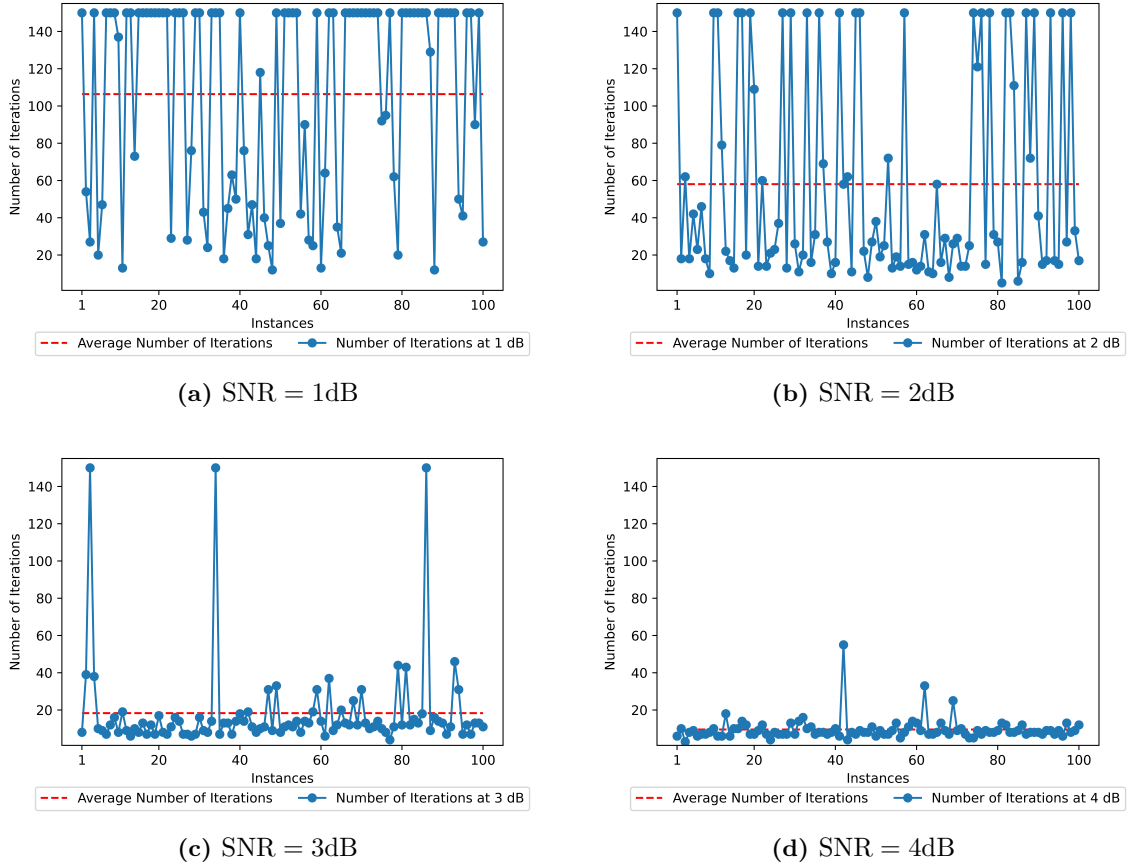 140
120
100
80
60
40
20
Number of Iterations
1 20 40 60 80 100
Instances
Average Number of Iterations Number of Iterations at 1 dB
(a) SNR = 1dB
140
120
100
80
60
40
20
Number of Iterations
1 20 40 60 80 100
Instances
Average Number of Iterations Number of Iterations at 2 dB
(b) SNR = 2dB
140
120
100
80
60
40
20
Number of Iterations
1 20 40 60 80 100
Instances
Average Number of Iterations Number of Iterations at 3 dB
(c) SNR = 3dB
140
120
100
80
60
40
20
Number of Iterations
1 20 40 60 80 100
Instances
Average Number of Iterations Number of Iterations at 4 dB
(d) SNR = 4dB